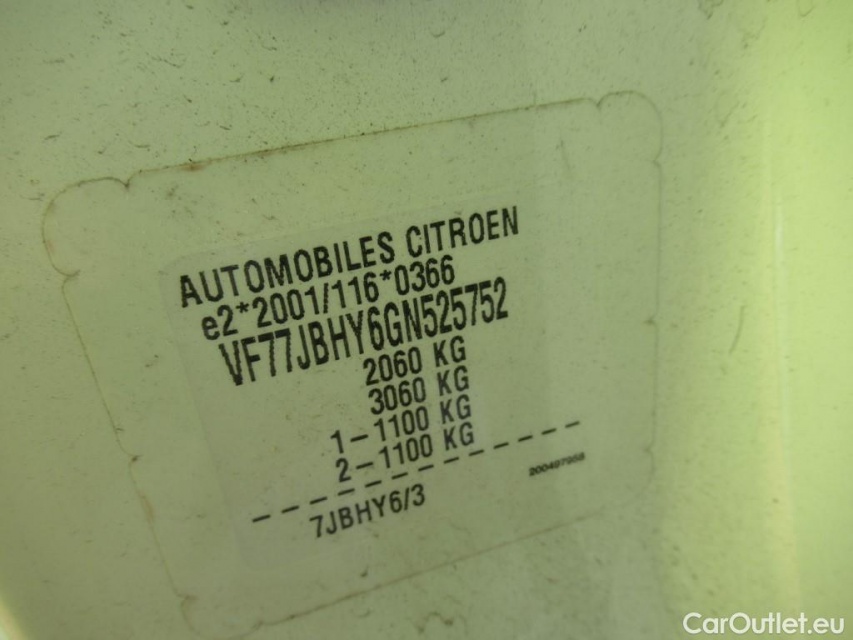 AUTOMOBILES CITROEN
e2*2001/116*0366
VF77JBHY6GN525752
2060 KG
3060 KG
1-1100 KG
2-1100 KG
7JBHY6/3
CarOutlet.eu